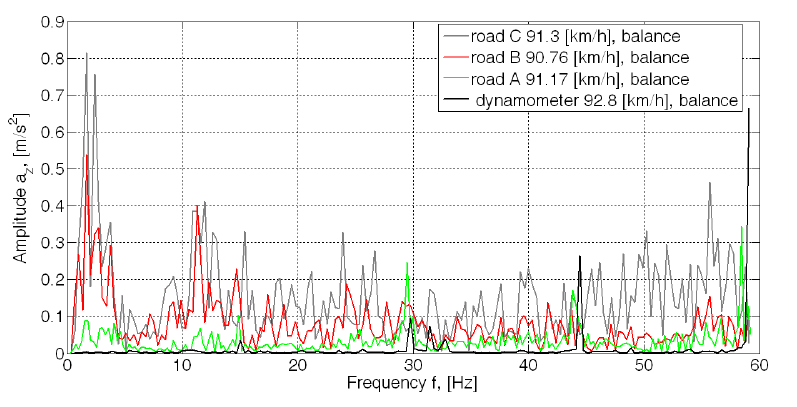 0.9
0.8
0.7
0.6
0.5
0.4
0.3
0.2
0.1
0
Amplitude a_z, [m/s²]
road C 91.3 [km/h], balance
road B 90.76 [km/h], balance
road A 91.17 [km/h], balance
dynamometer 92.8 [km/h], balance
0 10 20 30 40 50 60
Frequency f, [Hz]